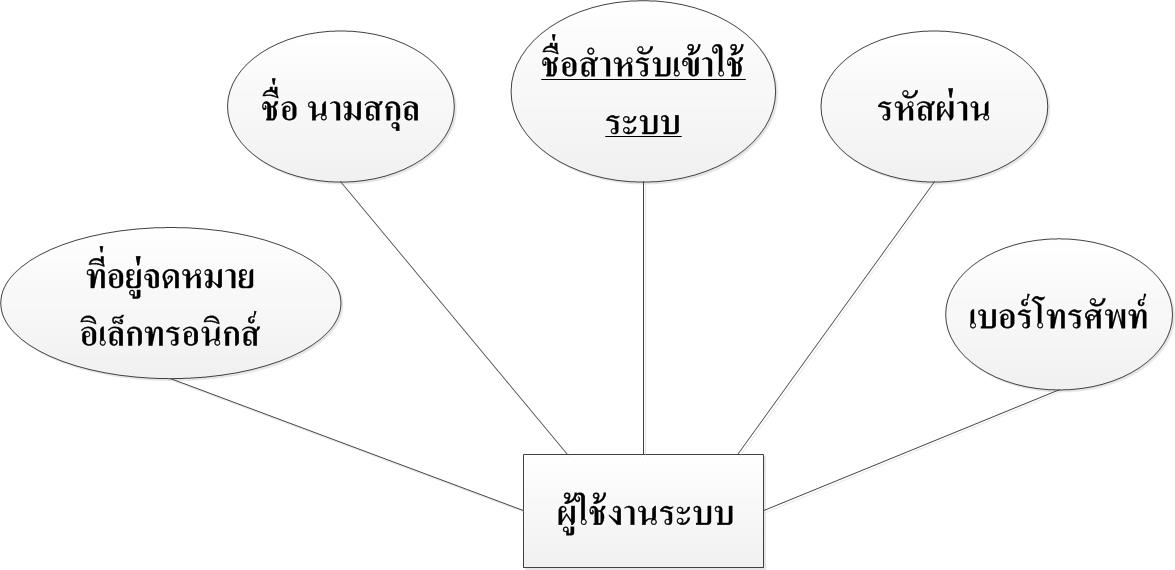 ชื่อสำหรับเข้าใช้
ระบบ
ชื่อ นามสกุล
รหัสผ่าน
ที่อยู่จดหมาย
อิเล็กทรอนิกส์
เบอร์โทรศัพท์
ผู้ใช้งานระบบ